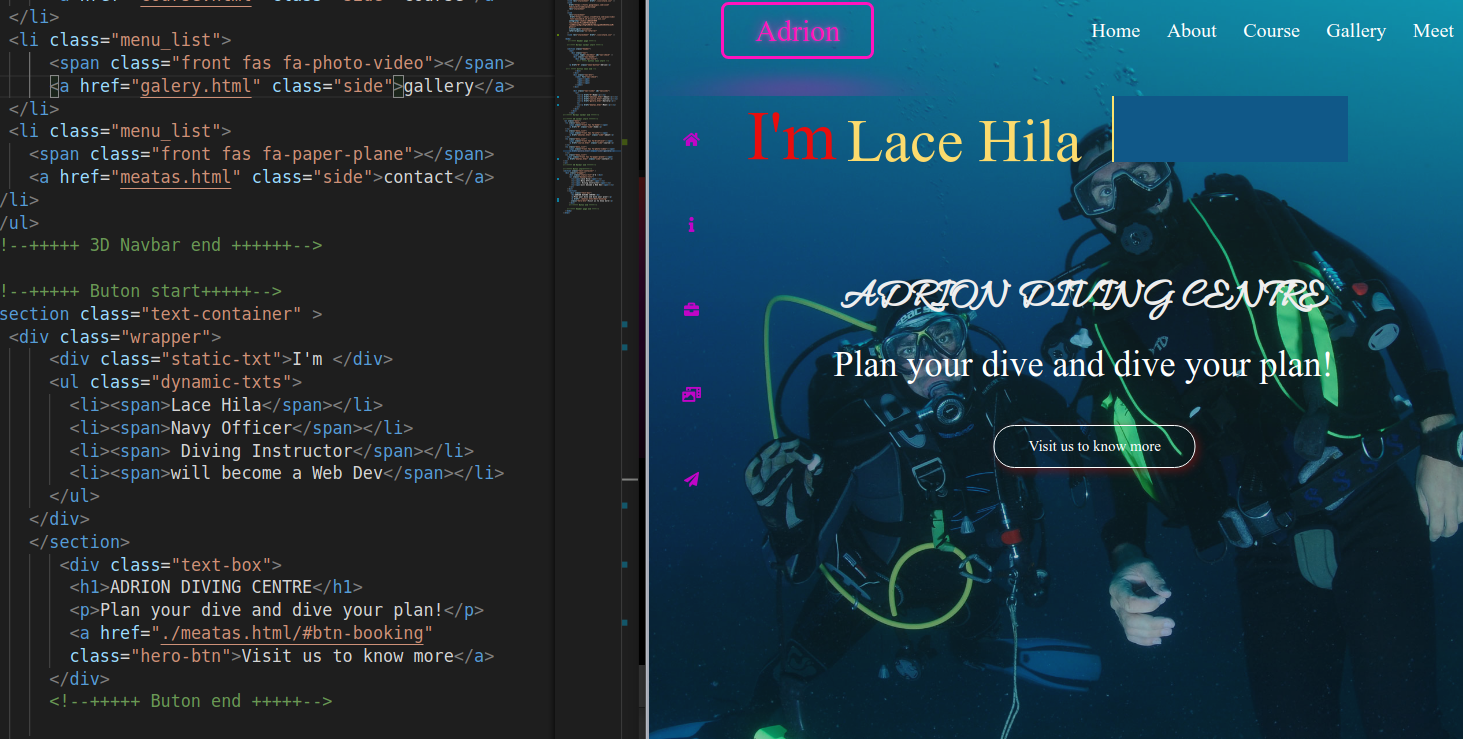 <a href="course.html" class="side">course</a>
</li>
<li class="menu_list">
<span class="front fas fa-photo-video"></span>
<a href="galery.html" class="side">gallery</a>
</li>
<li class="menu_list">
<span class="front fas fa-paper-plane"></span>
<a href="meatas.html" class="side">contact</a>
/li>
/ul>
!--+++++ 3D Navbar end ++++++-->
!--+++++ Buton start+++++-->
section class="text-container" >
<div class="wrapper">
<div class="static-txt">I'm </div>
<ul class="dynamic-txts">
<li><span>Lace Hila</span></li>
<li><span>Navy Officer</span></li>
<li><span> Diving Instructor</span></li>
<li><span>will become a Web Dev</span></li>
</ul>
</div>
</section>
<div class="text-box">
<h1>ADRION DIVING CENTRE</h1>
<p>Plan your dive and dive your plan!</p>
<a href="./meatas.html/#btn-booking"
class="hero-btn">Visit us to know more</a>
</div>
<!--+++++ Buton end +++++-->
Adrion
Home About Course Gallery Meet
I'm Lace Hila
ADRION DIVING CENTRE
Plan your dive and dive your plan!
Visit us to know more